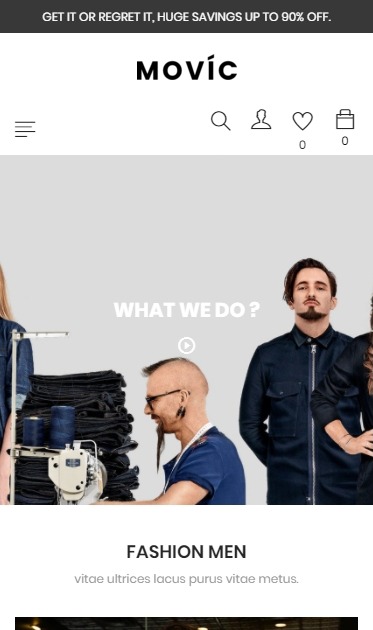 GET IT OR REGRET IT, HUGE SAVINGS UP TO 90% OFF.
MOVÍC
0
0
WHAT WE DO ?
FASHION MEN
vitae ultrices lacus purus vitae metus.